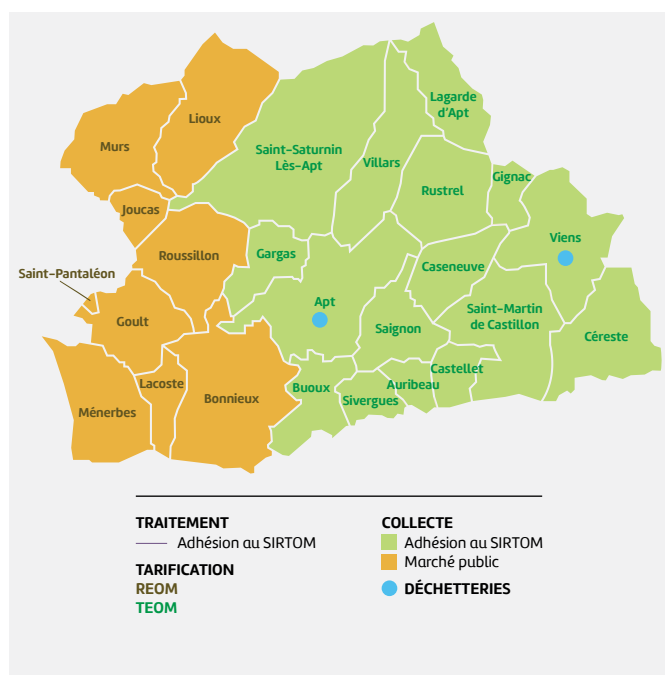 Lagarde
d'Apt
Lioux
Murs
Saint-Saturnin
Lès-Apt
Villars
Rustrel
Gignac
Joucas
Viens
Roussillon
Gargas
Caseneuve
Saint-Pantaléon
Apt
Saint-Martin
de Castillon
Goult
Saignon
Céreste
Castellet
Lacoste
Auribeau
Buoux
Bonnieux
Sivergues
Ménerbes
TRAITEMENT
Adhésion au SIRTOM
TARIFICATION
REOM
TEOM
COLLECTE
Adhésion au SIRTOM
Marché public
DÉCHETTERIES